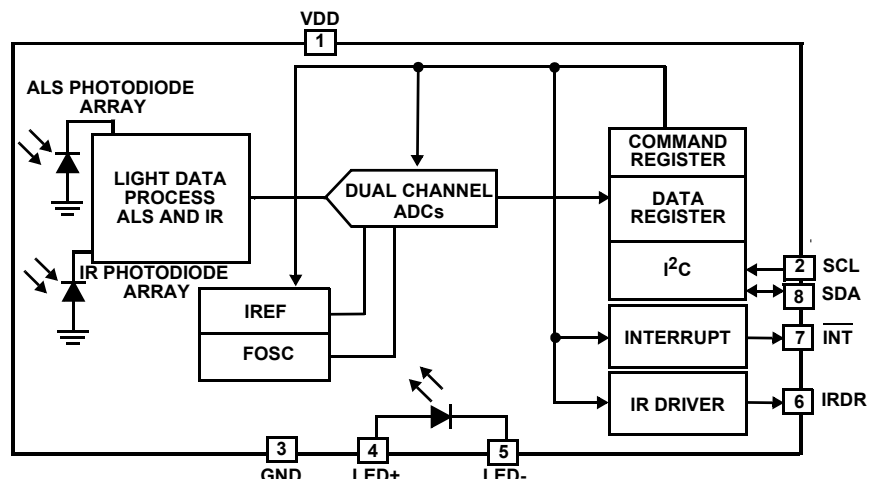 VDD
1
ALS PHOTODIODE
ARRAY
LIGHT DATA
PROCESS
ALS AND IR
IR PHOTODIODE
ARRAY
DUAL CHANNEL
ADCs
IREF
FOSC
COMMAND
REGISTER
DATA
REGISTER
I²C
INTERRUPT
IR DRIVER
2 SCL
8 SDA
7 INT
6 IRDR
3
GND
4
LED+
5
LED-